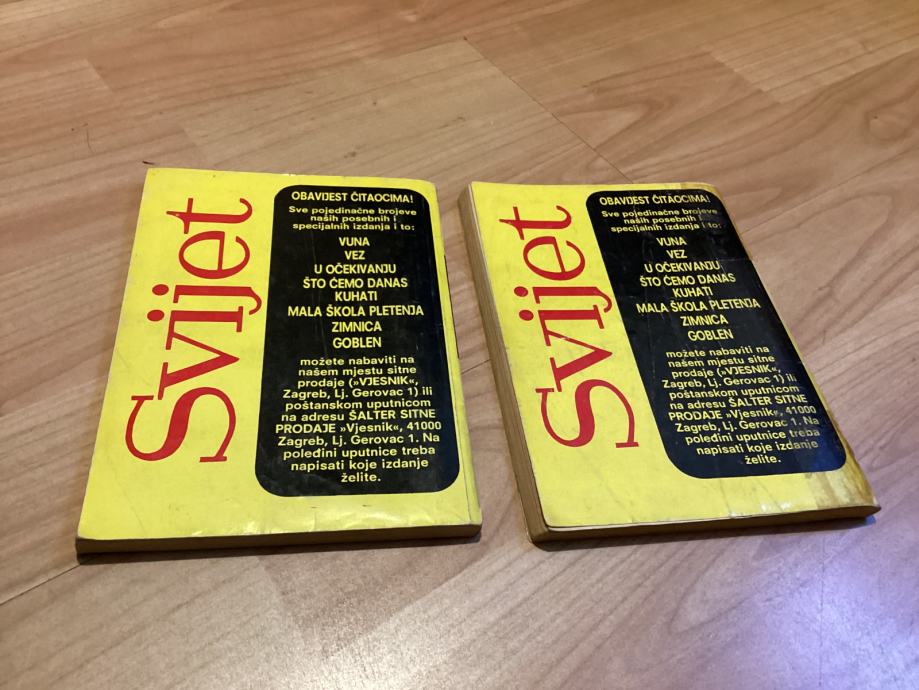 Svijet
OBAVIJEST ČITAOCIMA!
Sve pojedinačne brojeve
naših posebnih i
specijalnih izdanja i to:
VUNA
VEZ
U OČEKIVANJU
ŠTO ĆEMO DANAS
KUHATI
MALA ŠKOLA PLETENJA
ZIMNICA
GOBLEN
možete nabaviti na
našem mjestu sitne
prodaje (»VJESNIK«,
Zagreb, Lj. Gerovac 1) ili
poštanskom uputnicom
na adresu ŠALTER SITNE
PRODAJE »Vjesnik«, 41000
Zagreb, Lj. Gerovac 1. Na
poleđini uputnice treba
napisati koje izdanje
želite.
Svijet
OBAVIJEST ČITAOCIMA!
Sve pojedinačne brojeve
naših posebnih i
specijalnih izdanja i to:
VUNA
VEZ
U OČEKIVANJU
ŠTO ĆEMO DANAS
KUHATI
MALA ŠKOLA PLETENJA
ZIMNICA
GOBLEN
možete nabaviti na
našem mjestu sitne
prodaje (»VJESNIK«,
Zagreb, Lj. Gerovac 1) ili
poštanskom uputnicom
na adresu ŠALTER SITNE
PRODAJE »Vjesnik«, 41000
Zagreb, Lj. Gerovac 1. Na
poleđini uputnice treba
napisati koje izdanje
želite.